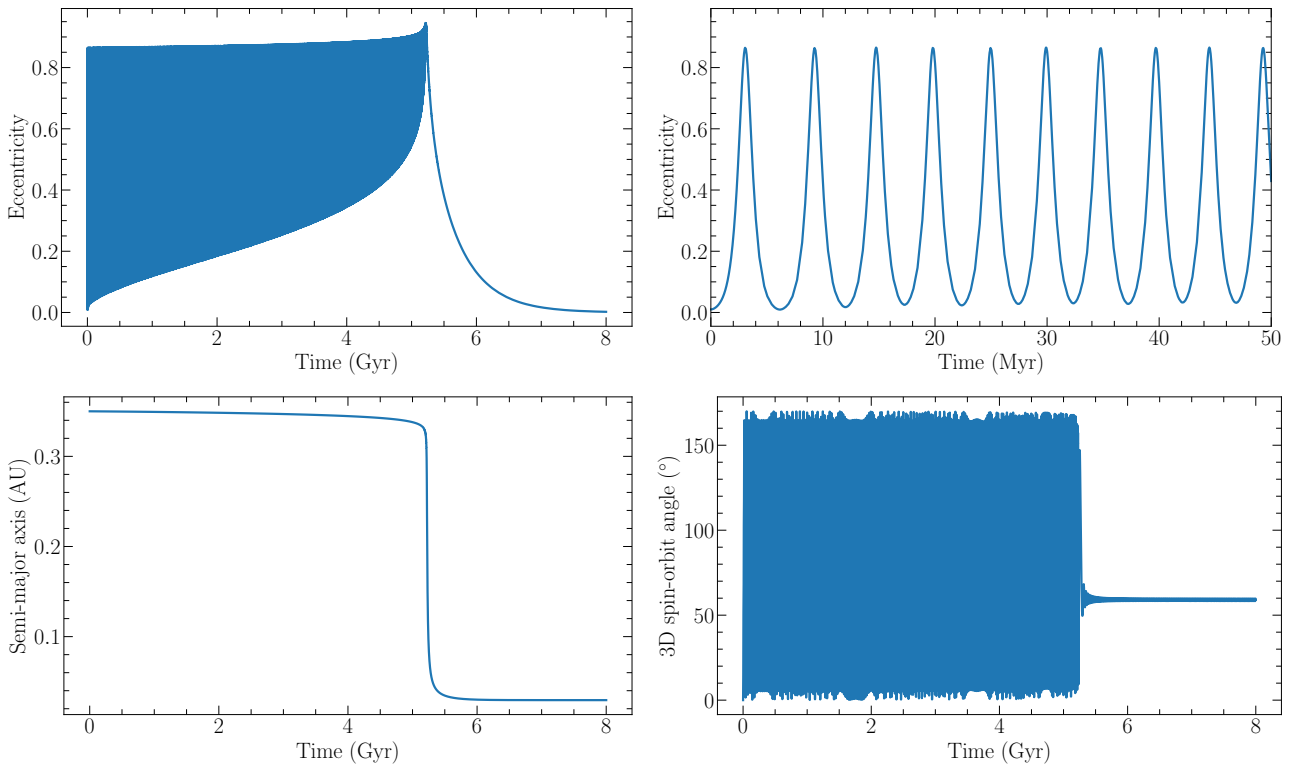 0.8
0.6
0.4
0.2
0.0
Eccentricity
0 2 4 6 8
Time (Gyr)
0.8
0.6
0.4
0.2
0.0
Eccentricity
0 10 20 30 40 50
Time (Myr)
0.3
0.2
0.1
Semi-major axis (AU)
0 2 4 6 8
Time (Gyr)
150
100
50
0
3D spin-orbit angle (°)
0 2 4 6 8
Time (Gyr)